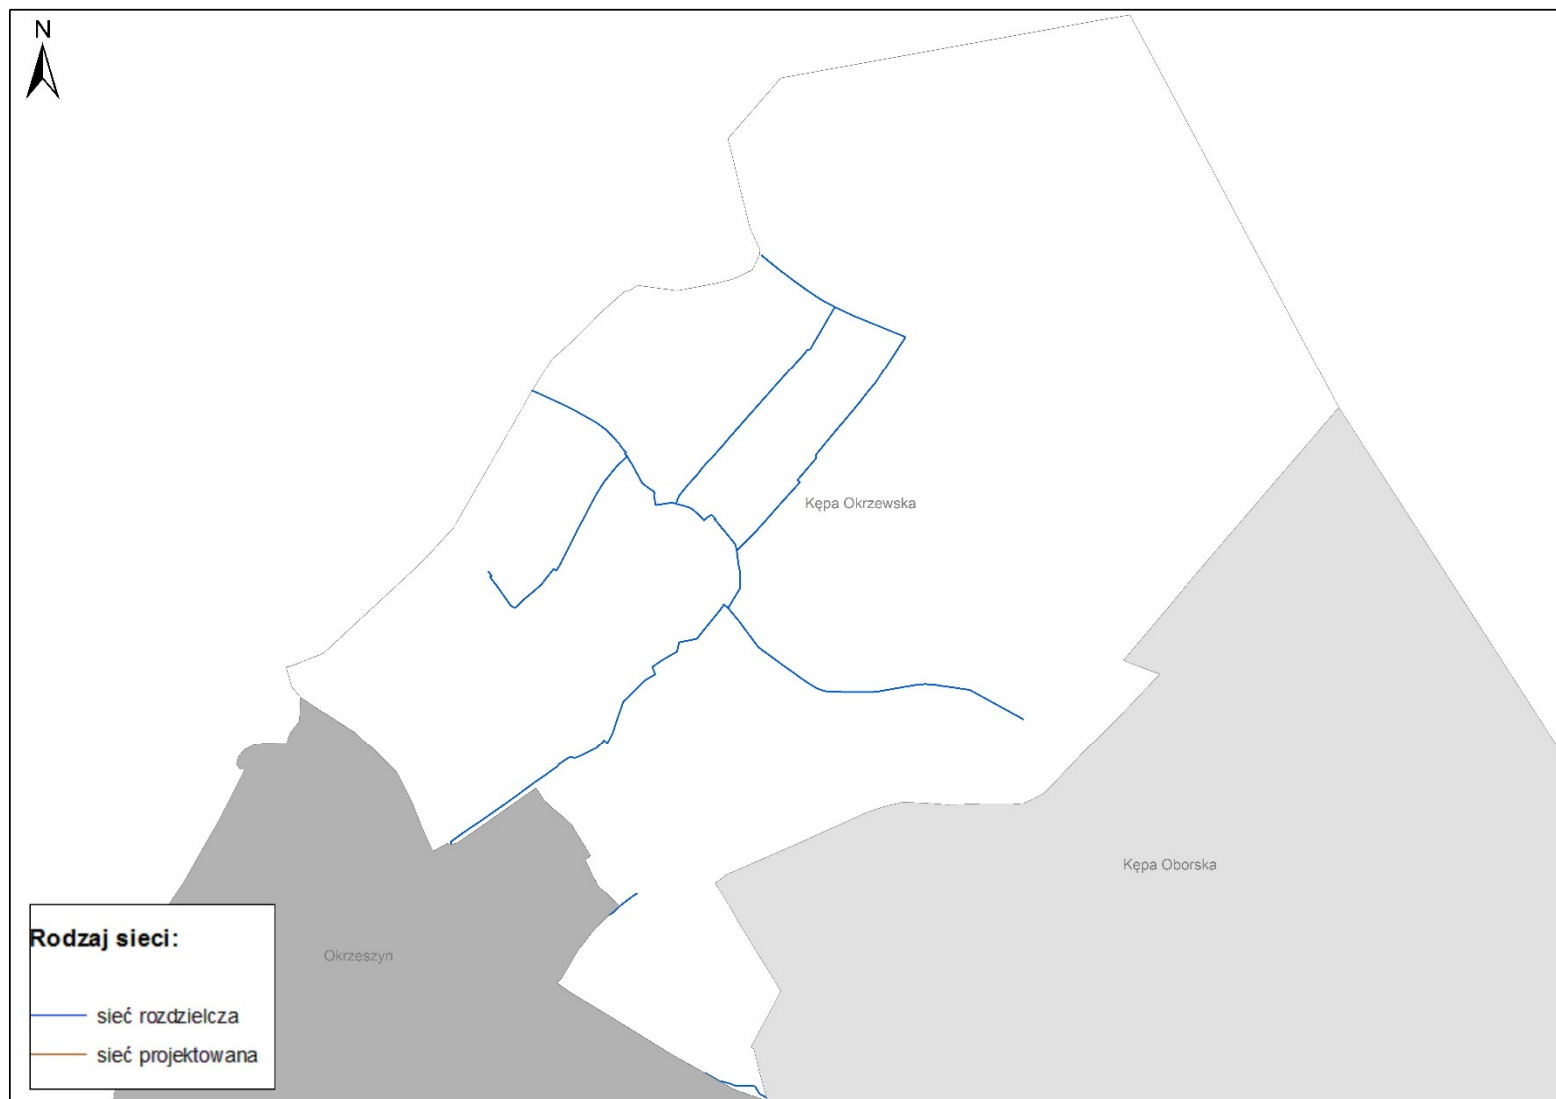 N
Kępa Okrzewska
Kępa Oborska
Okrzeszyn
Rodzaj sieci:
sieć rozdzielcza
sieć projektowana